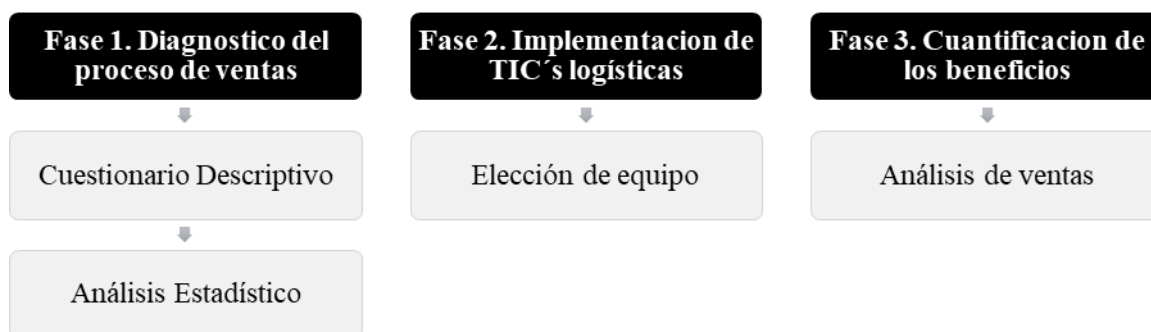 Fase 1. Diagnostico del
proceso de ventas
Cuestionario Descriptivo
Análisis Estadístico
Fase 2. Implementacion de
TIC´s logísticas
Elección de equipo
Fase 3. Cuantificacion de
los beneficios
Análisis de ventas